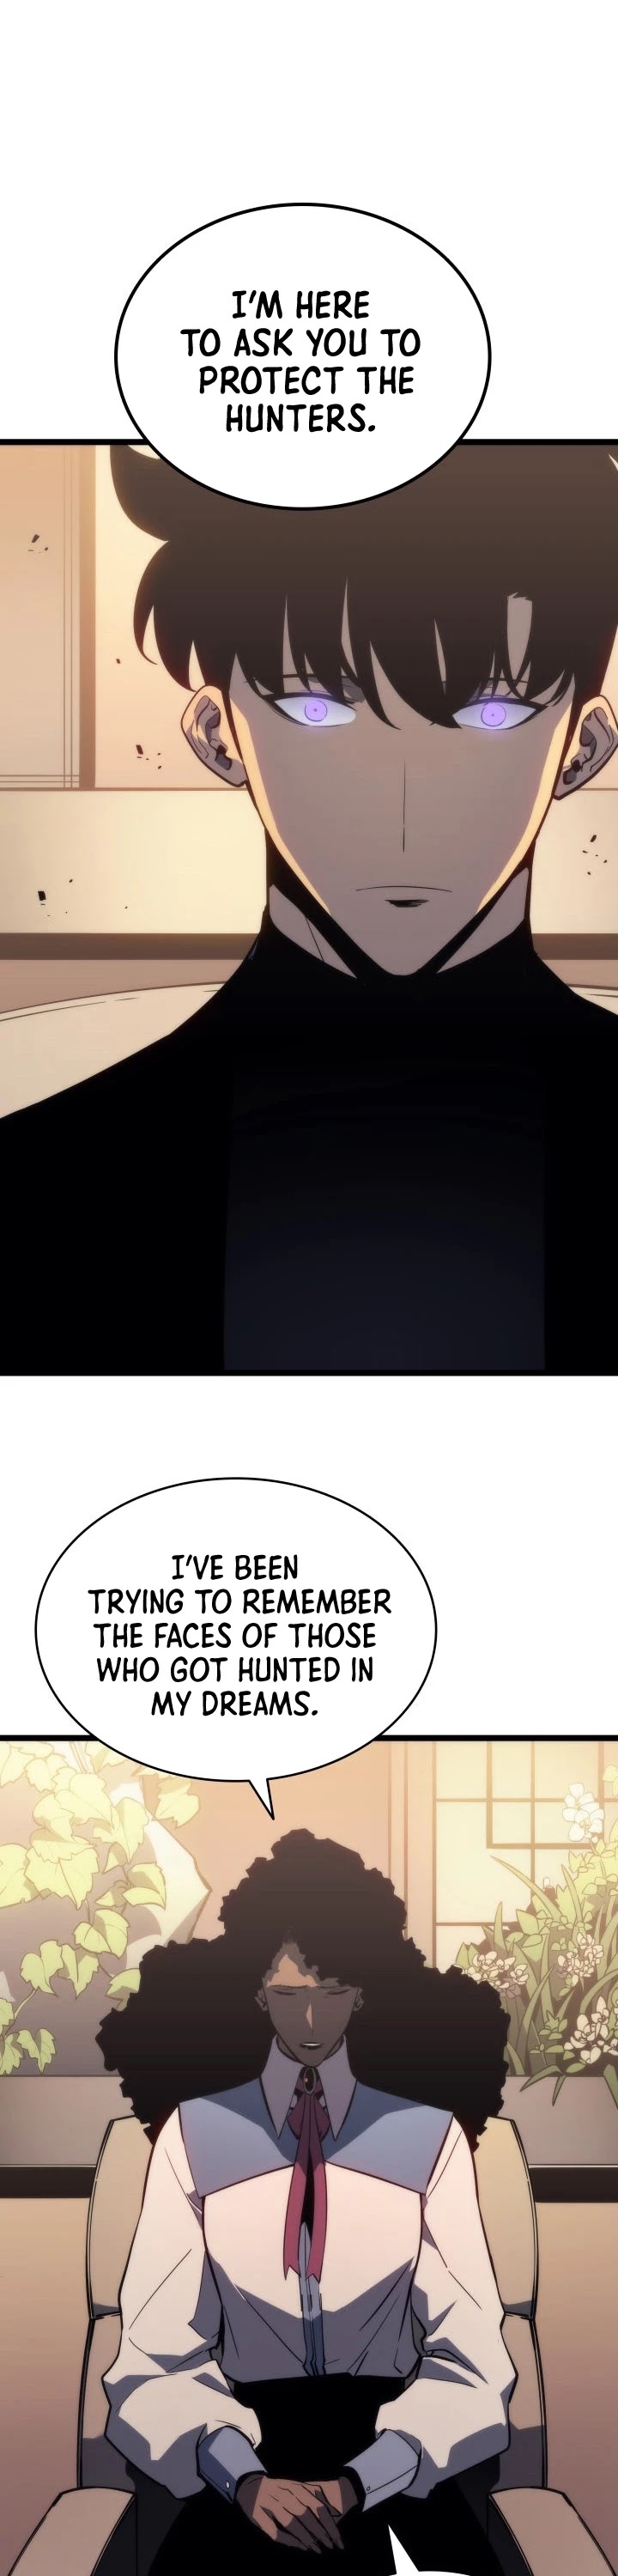 I'M HERE
TO ASK YOU TO
PROTECT THE
HUNTERS.
I'VE BEEN
TRYING TO REMEMBER
THE FACES OF THOSE
WHO GOT HUNTED IN
MY DREAMS.